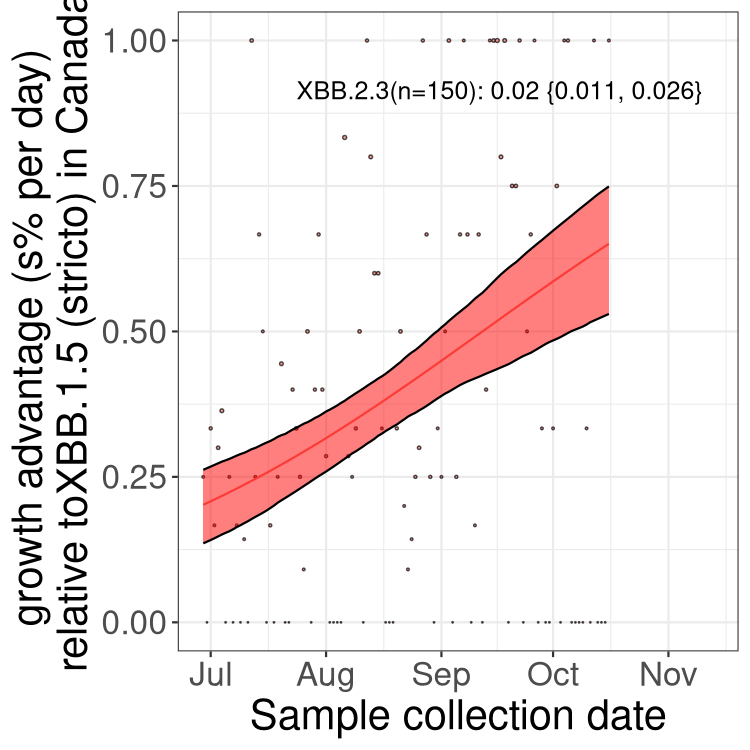 growth advantage (s% per day)
relative toXBB.1.5 (stricto) in Canada
1.00
XBB.2.3(n=150): 0.02 {0.011, 0.026}
0.75
0.50
0.25
0.00
Jul Aug Sep Oct Nov
Sample collection date